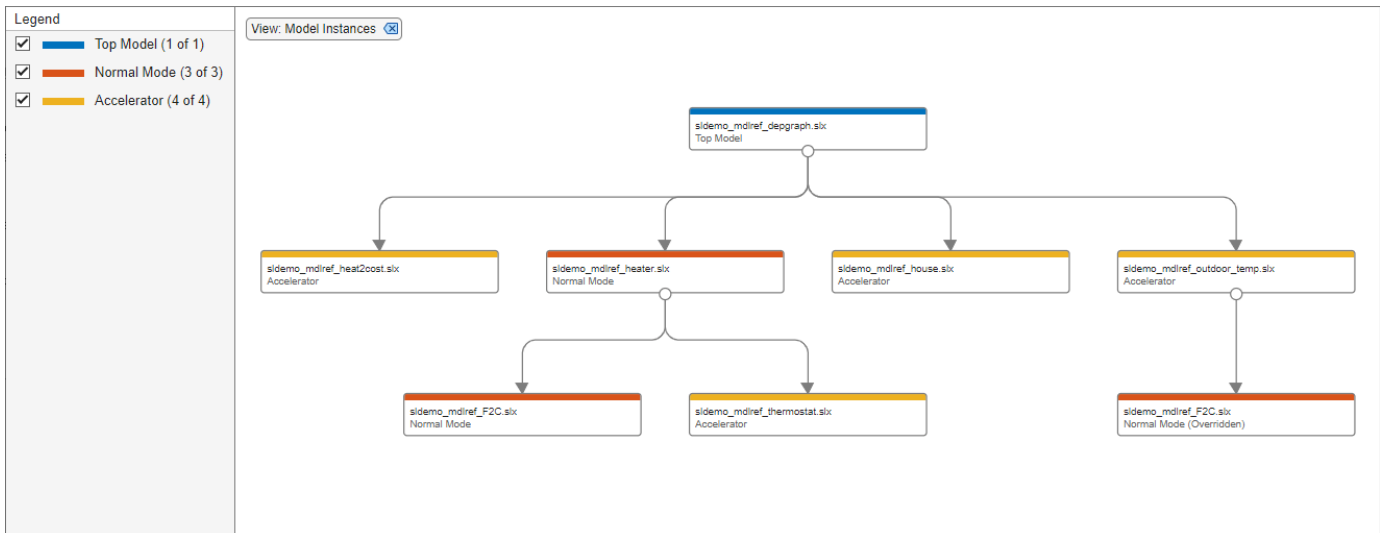 Legend
Top Model (1 of 1)
Normal Mode (3 of 3)
Accelerator (4 of 4)
View: Model Instances
sldemo_mdlref_depgraph.slx
Top Model
sldemo_mdlref_heat2cost.slx
Accelerator
sldemo_mdlref_heater.slx
Normal Mode
sldemo_mdlref_house.slx
Accelerator
sldemo_mdlref_outdoor_temp.slx
Accelerator
sldemo_mdlref_F2C.slx
Normal Mode
sldemo_mdlref_thermostat.slx
Accelerator
sldemo_mdlref_F2C.slx
Normal Mode (Overridden)